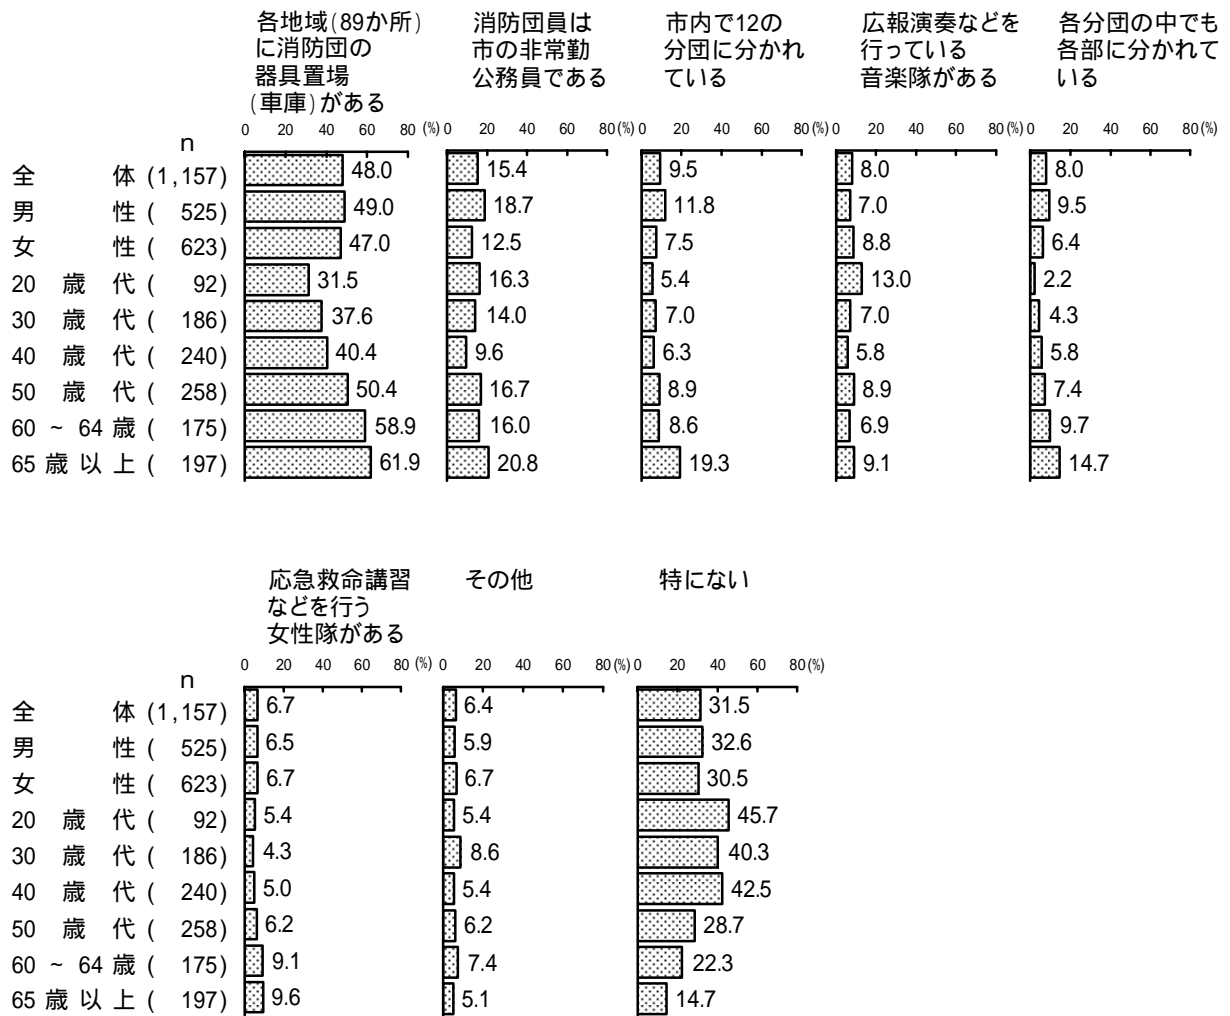 各地域(89か所) 消防団員は 市内で12の 広報演奏などを 各分団の中でも
に消防団の 市の非常勤 分団に分かれ 行っている 各部に分かれて
器具置場 公務員である ている 音楽隊がある いる
(車庫)がある
0 20 40 60 80 (%) 0 20 40 60 80 (%) 0 20 40 60 80 (%) 0 20 40 60 80 (%) 0 20 40 60 80 (%)
n
全 体 (1,157) 48.0 15.4 9.5 8.0 8.0
男 性 ( 525) 49.0 18.7 11.8 7.0 9.5
女 性 ( 623) 47.0 12.5 7.5 8.8 6.4
20 歳 代 ( 92) 31.5 16.3 5.4 13.0 2.2
30 歳 代 ( 186) 37.6 14.0 7.0 7.0 4.3
40 歳 代 ( 240) 40.4 9.6 6.3 5.8 5.8
50 歳 代 ( 258) 50.4 16.7 8.9 8.9 7.4
60 ~ 64 歳 ( 175) 58.9 16.0 8.6 6.9 9.7
65 歳 以 上 ( 197) 61.9 20.8 19.3 9.1 14.7
応急救命講習 その他 特にない
などを行う
女性隊がある
0 20 40 60 80 (%) 0 20 40 60 80 (%) 0 20 40 60 80 (%)
n
全 体 (1,157) 6.7 6.4 31.5
男 性 ( 525) 6.5 5.9 32.6
女 性 ( 623) 6.7 6.7 30.5
20 歳 代 ( 92) 5.4 5.4 45.7
30 歳 代 ( 186) 4.3 8.6 40.3
40 歳 代 ( 240) 5.0 5.4 42.5
50 歳 代 ( 258) 6.2 6.2 28.7
60 ~ 64 歳 ( 175) 9.1 7.4 22.3
65 歳 以 上 ( 197) 9.6 5.1 14.7